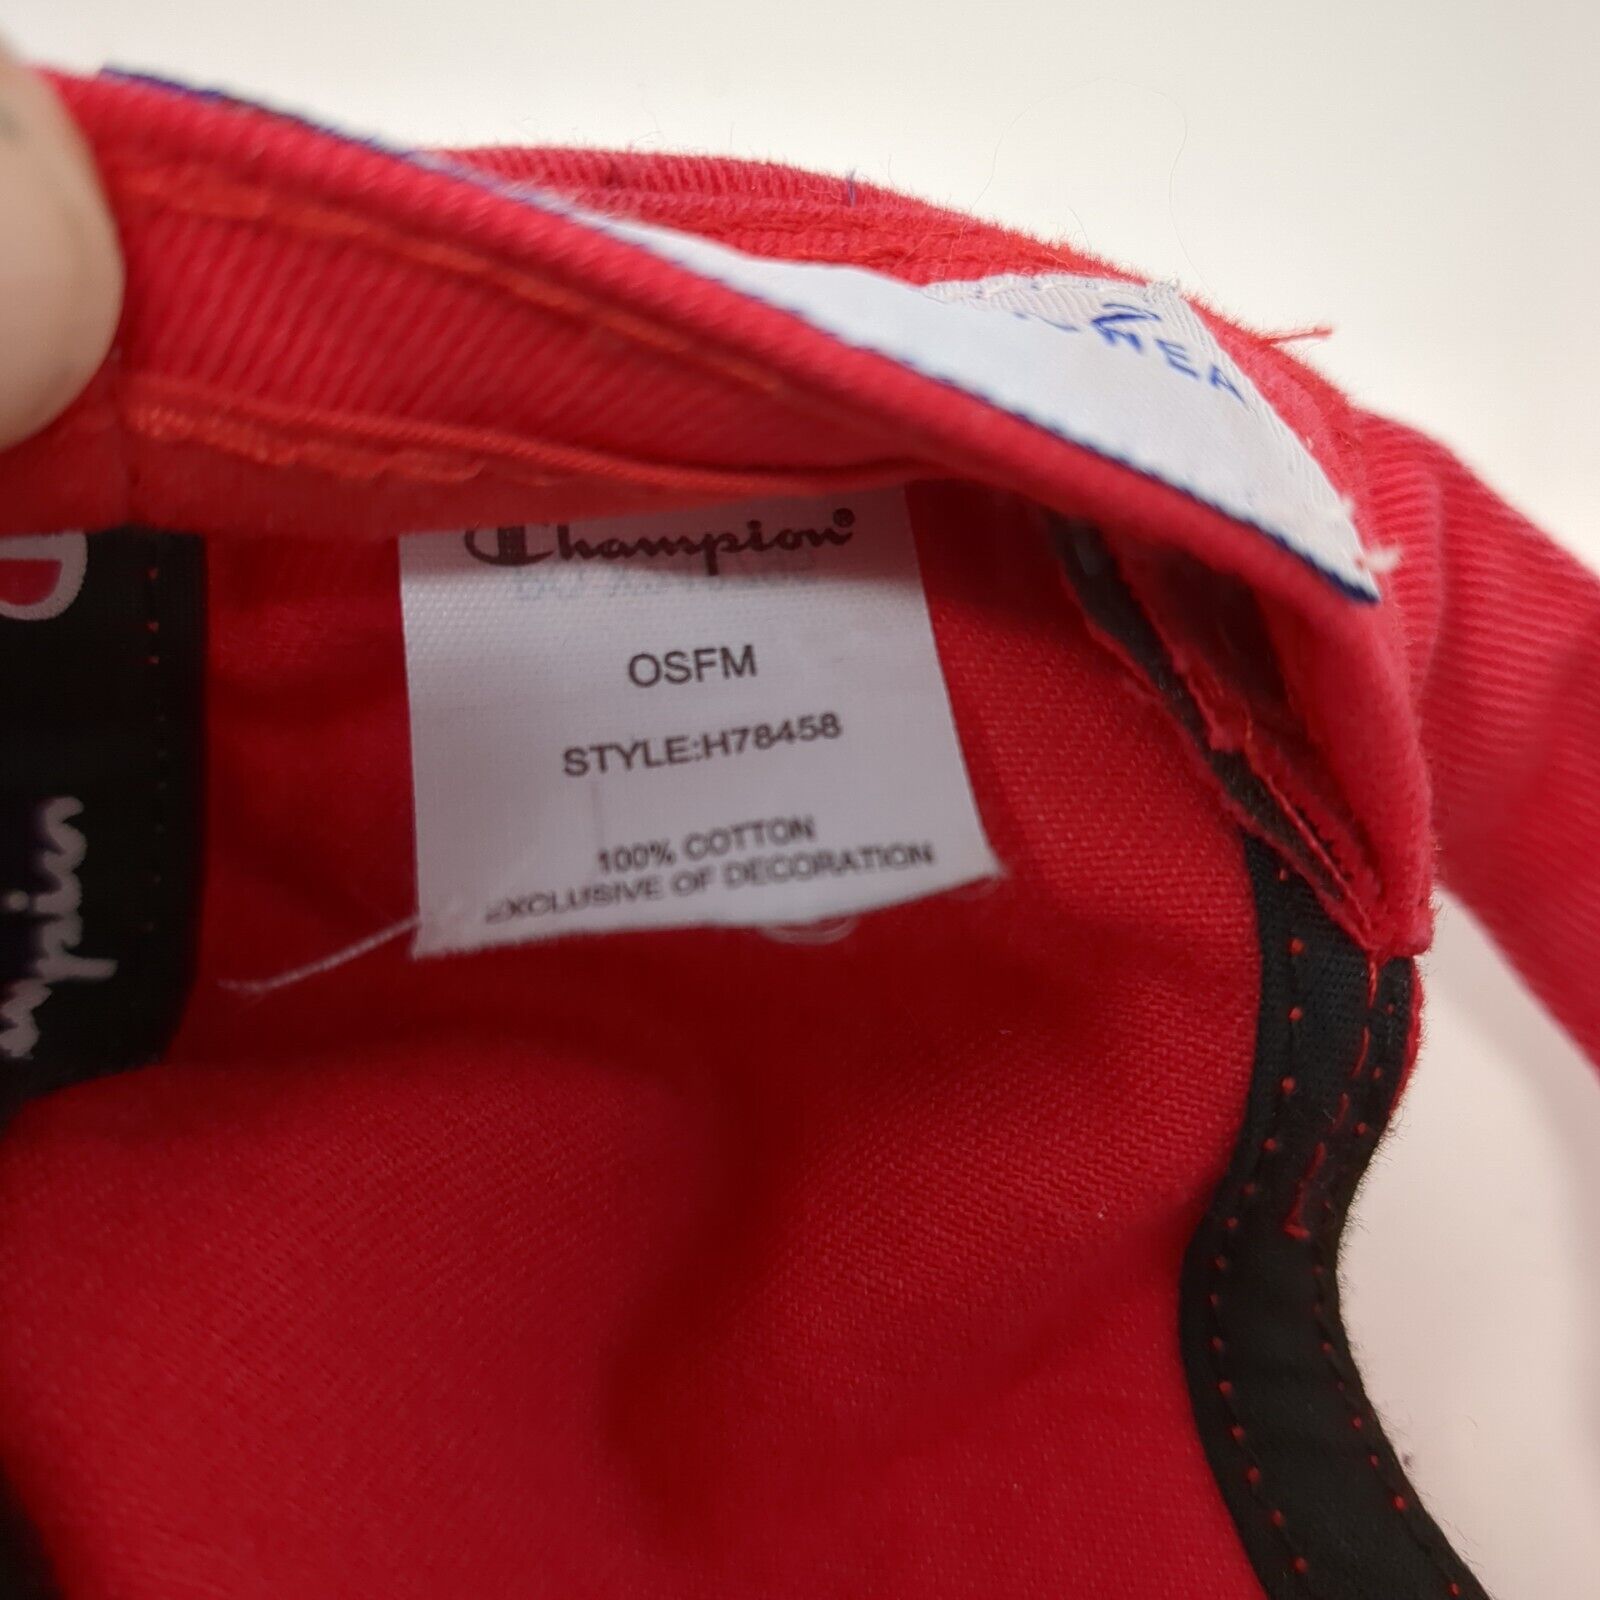 Champion®
OSFM
STYLE:H78458
100% COTTON
EXCLUSIVE OF DECORATION